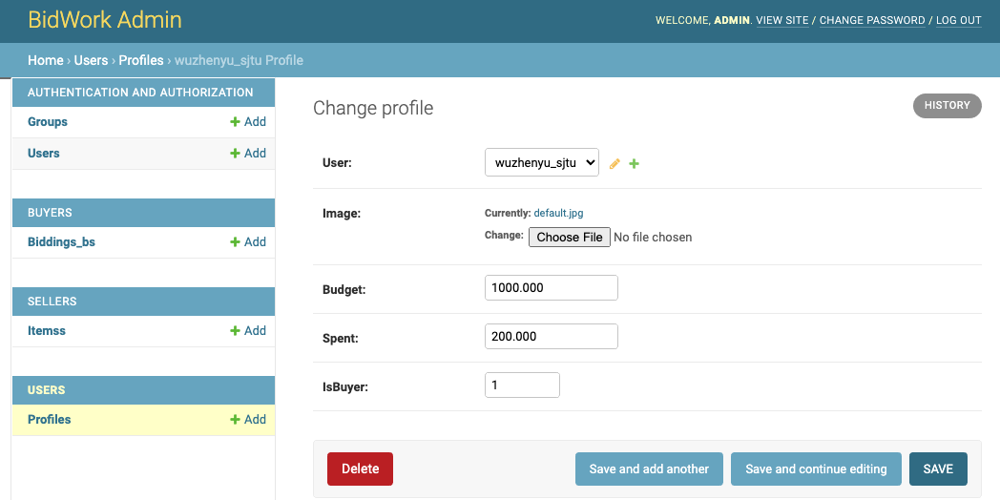 BidWork Admin
WELCOME, ADMIN. VIEW SITE / CHANGE PASSWORD / LOG OUT
Home › Users › Profiles › wuzhenyu_sjtu Profile
AUTHENTICATION AND AUTHORIZATION
Groups + Add
Users + Add
BUYERS
Biddings_bs + Add
SELLERS
Itemss + Add
USERS
Profiles + Add
Change profile
HISTORY
User: wuzhenyu_sjtu
Image: Currently: default.jpg
Change: Choose File No file chosen
Budget: 1000.000
Spent: 200.000
IsBuyer: 1
Delete Save and add another Save and continue editing SAVE